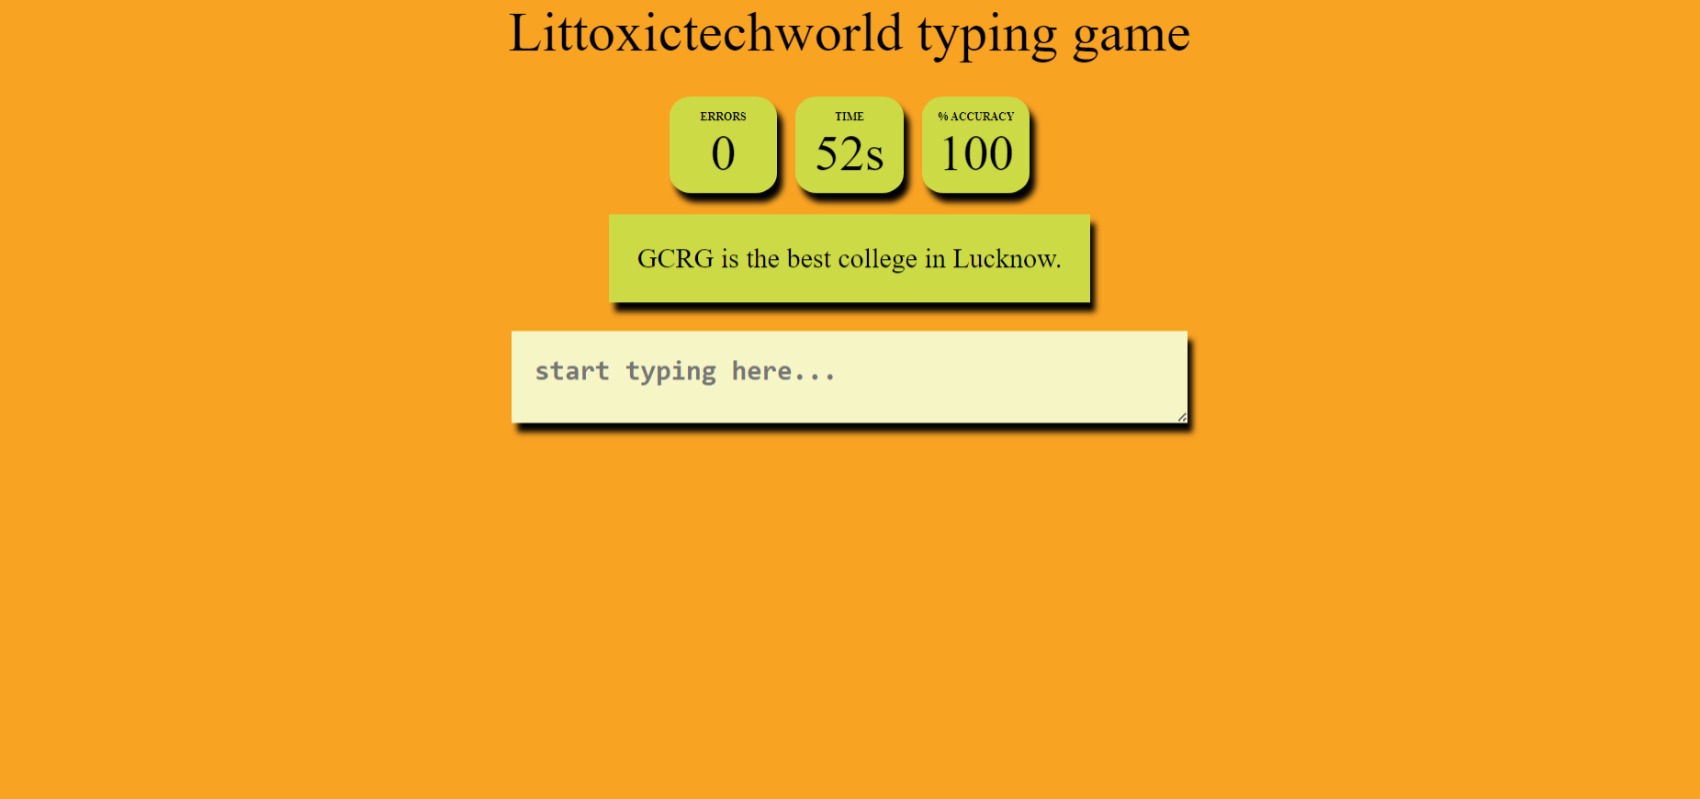 Littoxictechworld typing game
ERRORS
0
TIME
52s
% ACCURACY
100
GCRG is the best college in Lucknow.
start typing here...